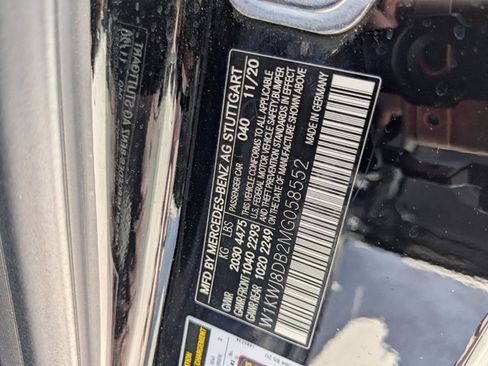 MFD BY MERCEDES-BENZ AG STUTTGART
PASSENGER CAR 040 11/20
KG LBS THIS VEHICLE CONFORMS TO ALL APPLICABLE
GVWR 2030 4475 U.S. FEDERAL MOTOR VEHICLE SAFETY, BUMPER
GAWR FRONT 1040 2293 AND THEFT PREVENTION STANDARDS IN EFFECT
GAWR REAR 1020 2249 ON THE DATE OF MANUFACTURE SHOWN ABOVE
W1KWJ8DB2MG058552 MADE IN GERMANY